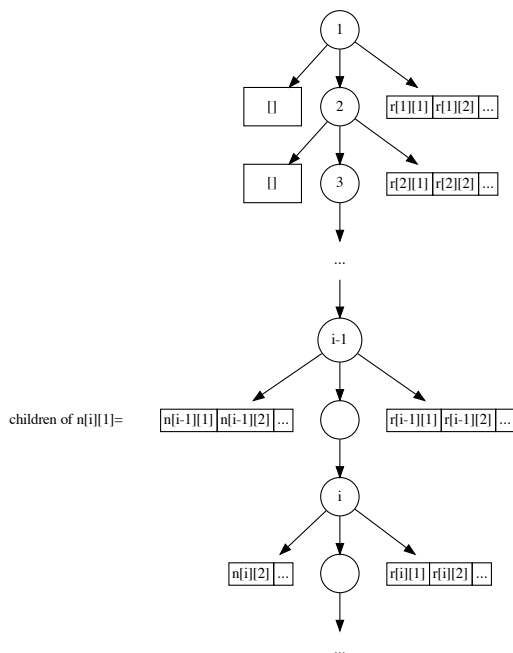 1
[] 2 r[1][1] r[1][2] ...
[] 3 r[2][1] r[2][2] ...
...
i-1
children of n[i][1]= n[i-1][1] n[i-1][2] ... r[i-1][1] r[i-1][2] ...
i
n[i][2] ... r[i][1] r[i][2] ...
...